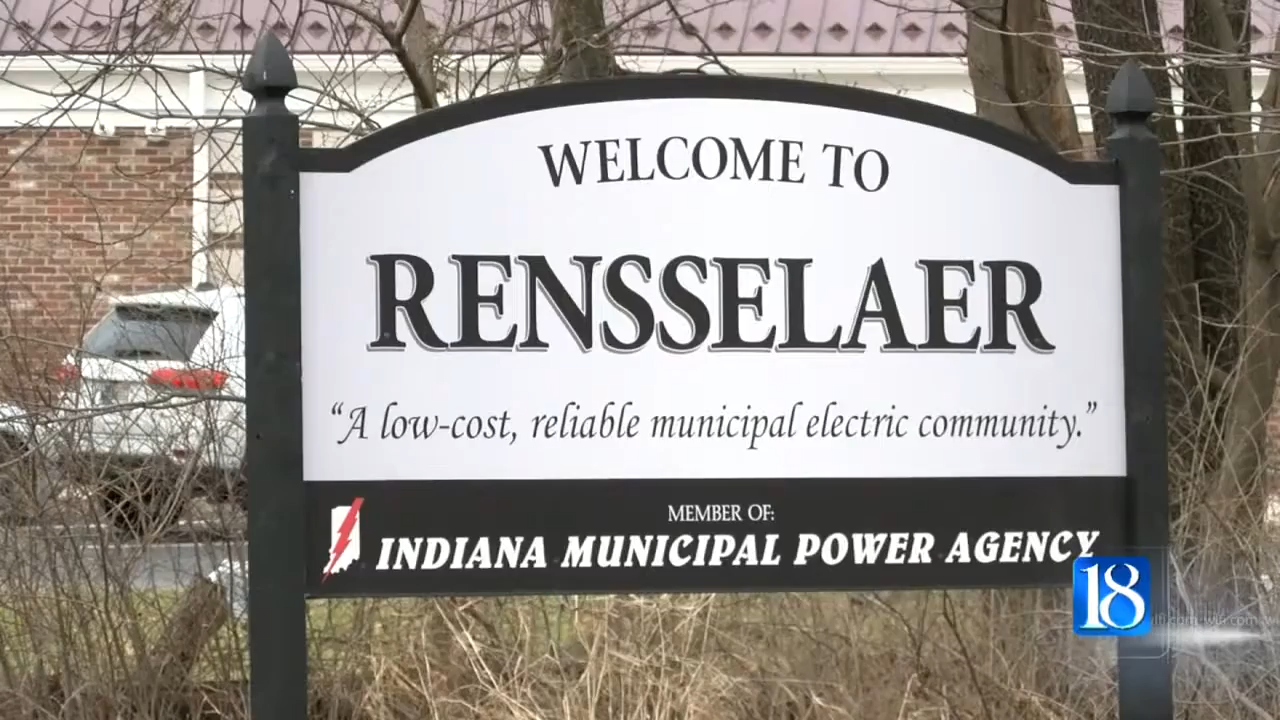 WELCOME TO
RENSSELAER
“A low-cost, reliable municipal electric community.”
MEMBER OF:
INDIANA MUNICIPAL POWER AGENCY
18